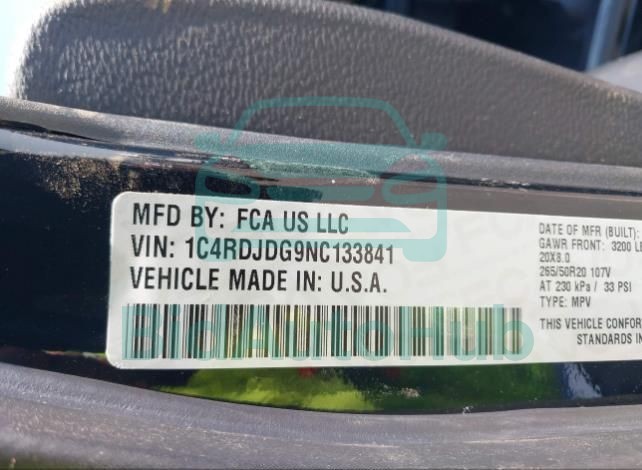 MFD BY: FCA US LLC
VIN: 1C4RDJDG9NC133841
VEHICLE MADE IN: U.S.A.
DATE OF MFR (BUILT):
GAWR FRONT: 3200 LB
20X8.0
265/50R20 107V
AT 230 kPa / 33 PSI
TYPE: MPV
THIS VEHICLE CONFOR
STANDARDS IN
BidAutoHub